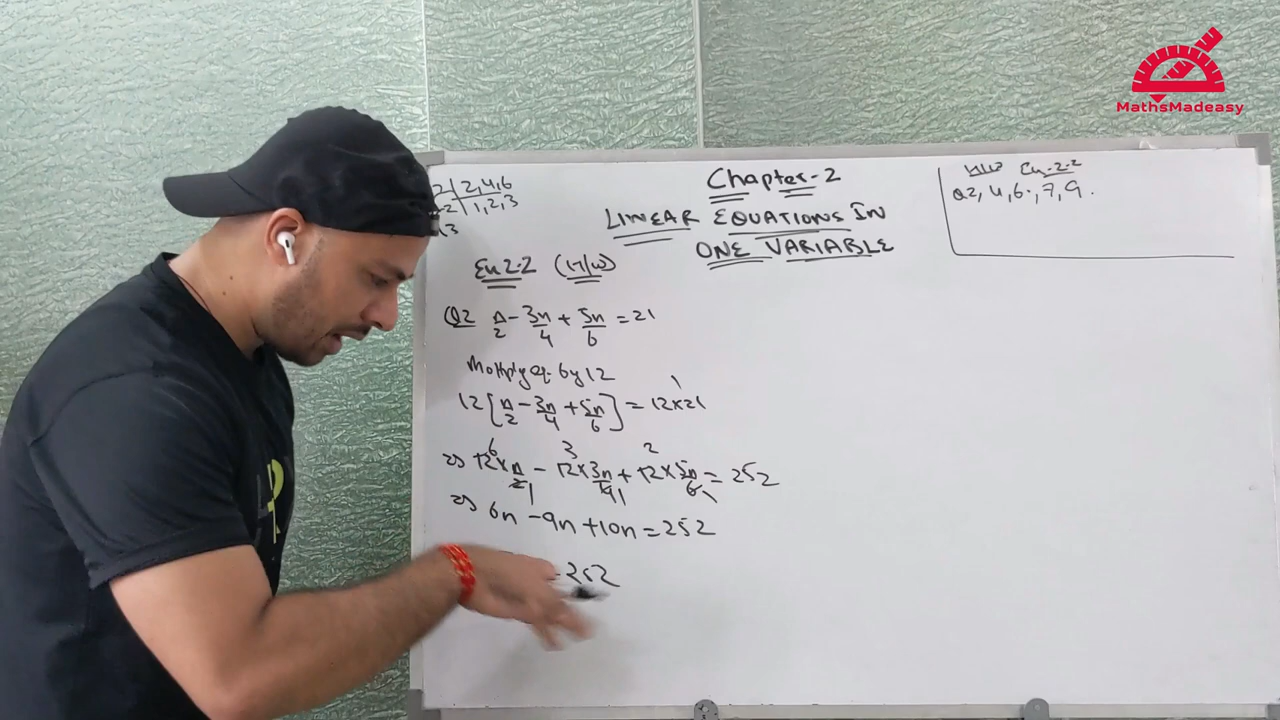 MathsMadeasy
Chapter-2
LINEAR EQUATIONS IN
ONE VARIABLE
H/W Ex-2.2
Q2, 4, 6, 7, 9.
2| 2,4,6
2| 1,2,3
3
Ex 2.2 (H/W)
Q2 n/2 - 3n/4 + 5n/6 = 21
Multiply eq. by 12
12[n/2 - 3n/4 + 5n/6] = 12×21
⇒ 12×n/2 - 12×3n/4 + 12×5n/6 = 252
⇒ 6n - 9n + 10n = 252
= 252